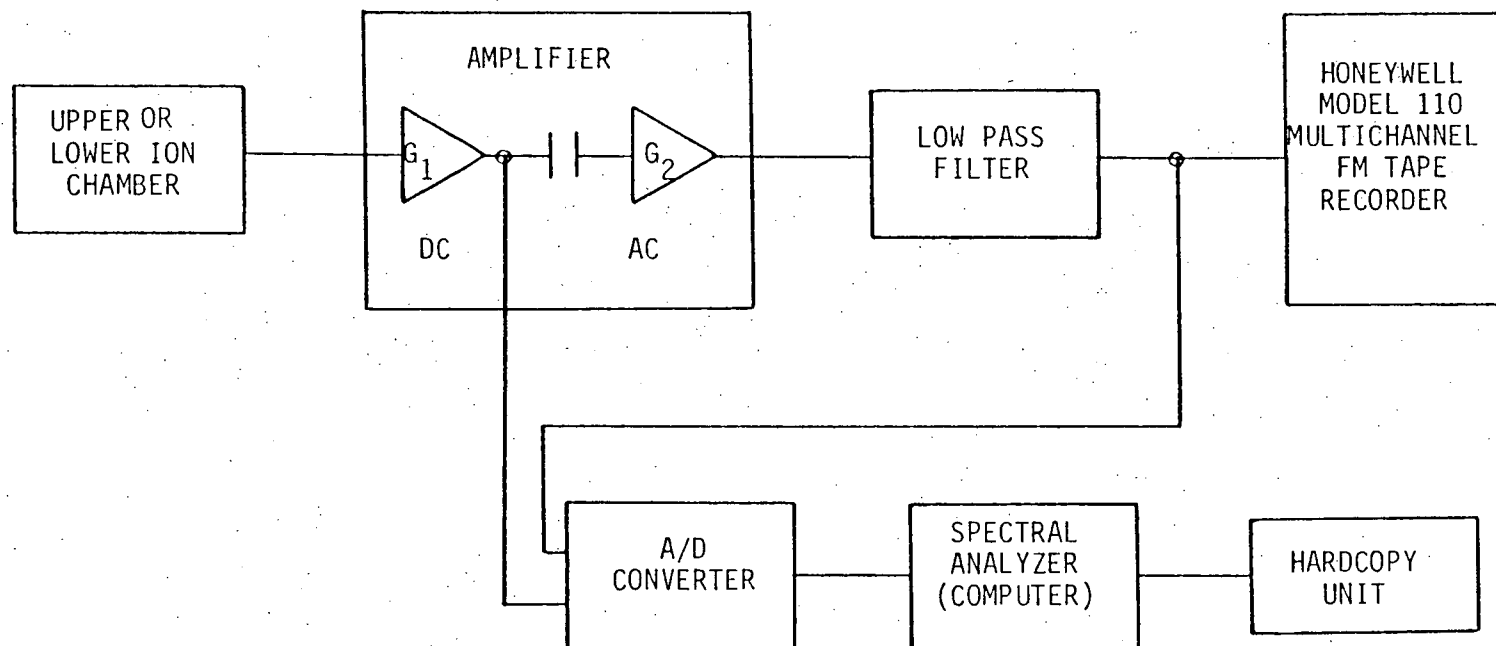 AMPLIFIER
UPPER OR
LOWER ION
CHAMBER
G1
G2
DC
AC
LOW PASS
FILTER
HONEYWELL
MODEL 110
MULTICHANNEL
FM TAPE
RECORDER
A/D
CONVERTER
SPECTRAL
ANALYZER
(COMPUTER)
HARDCOPY
UNIT